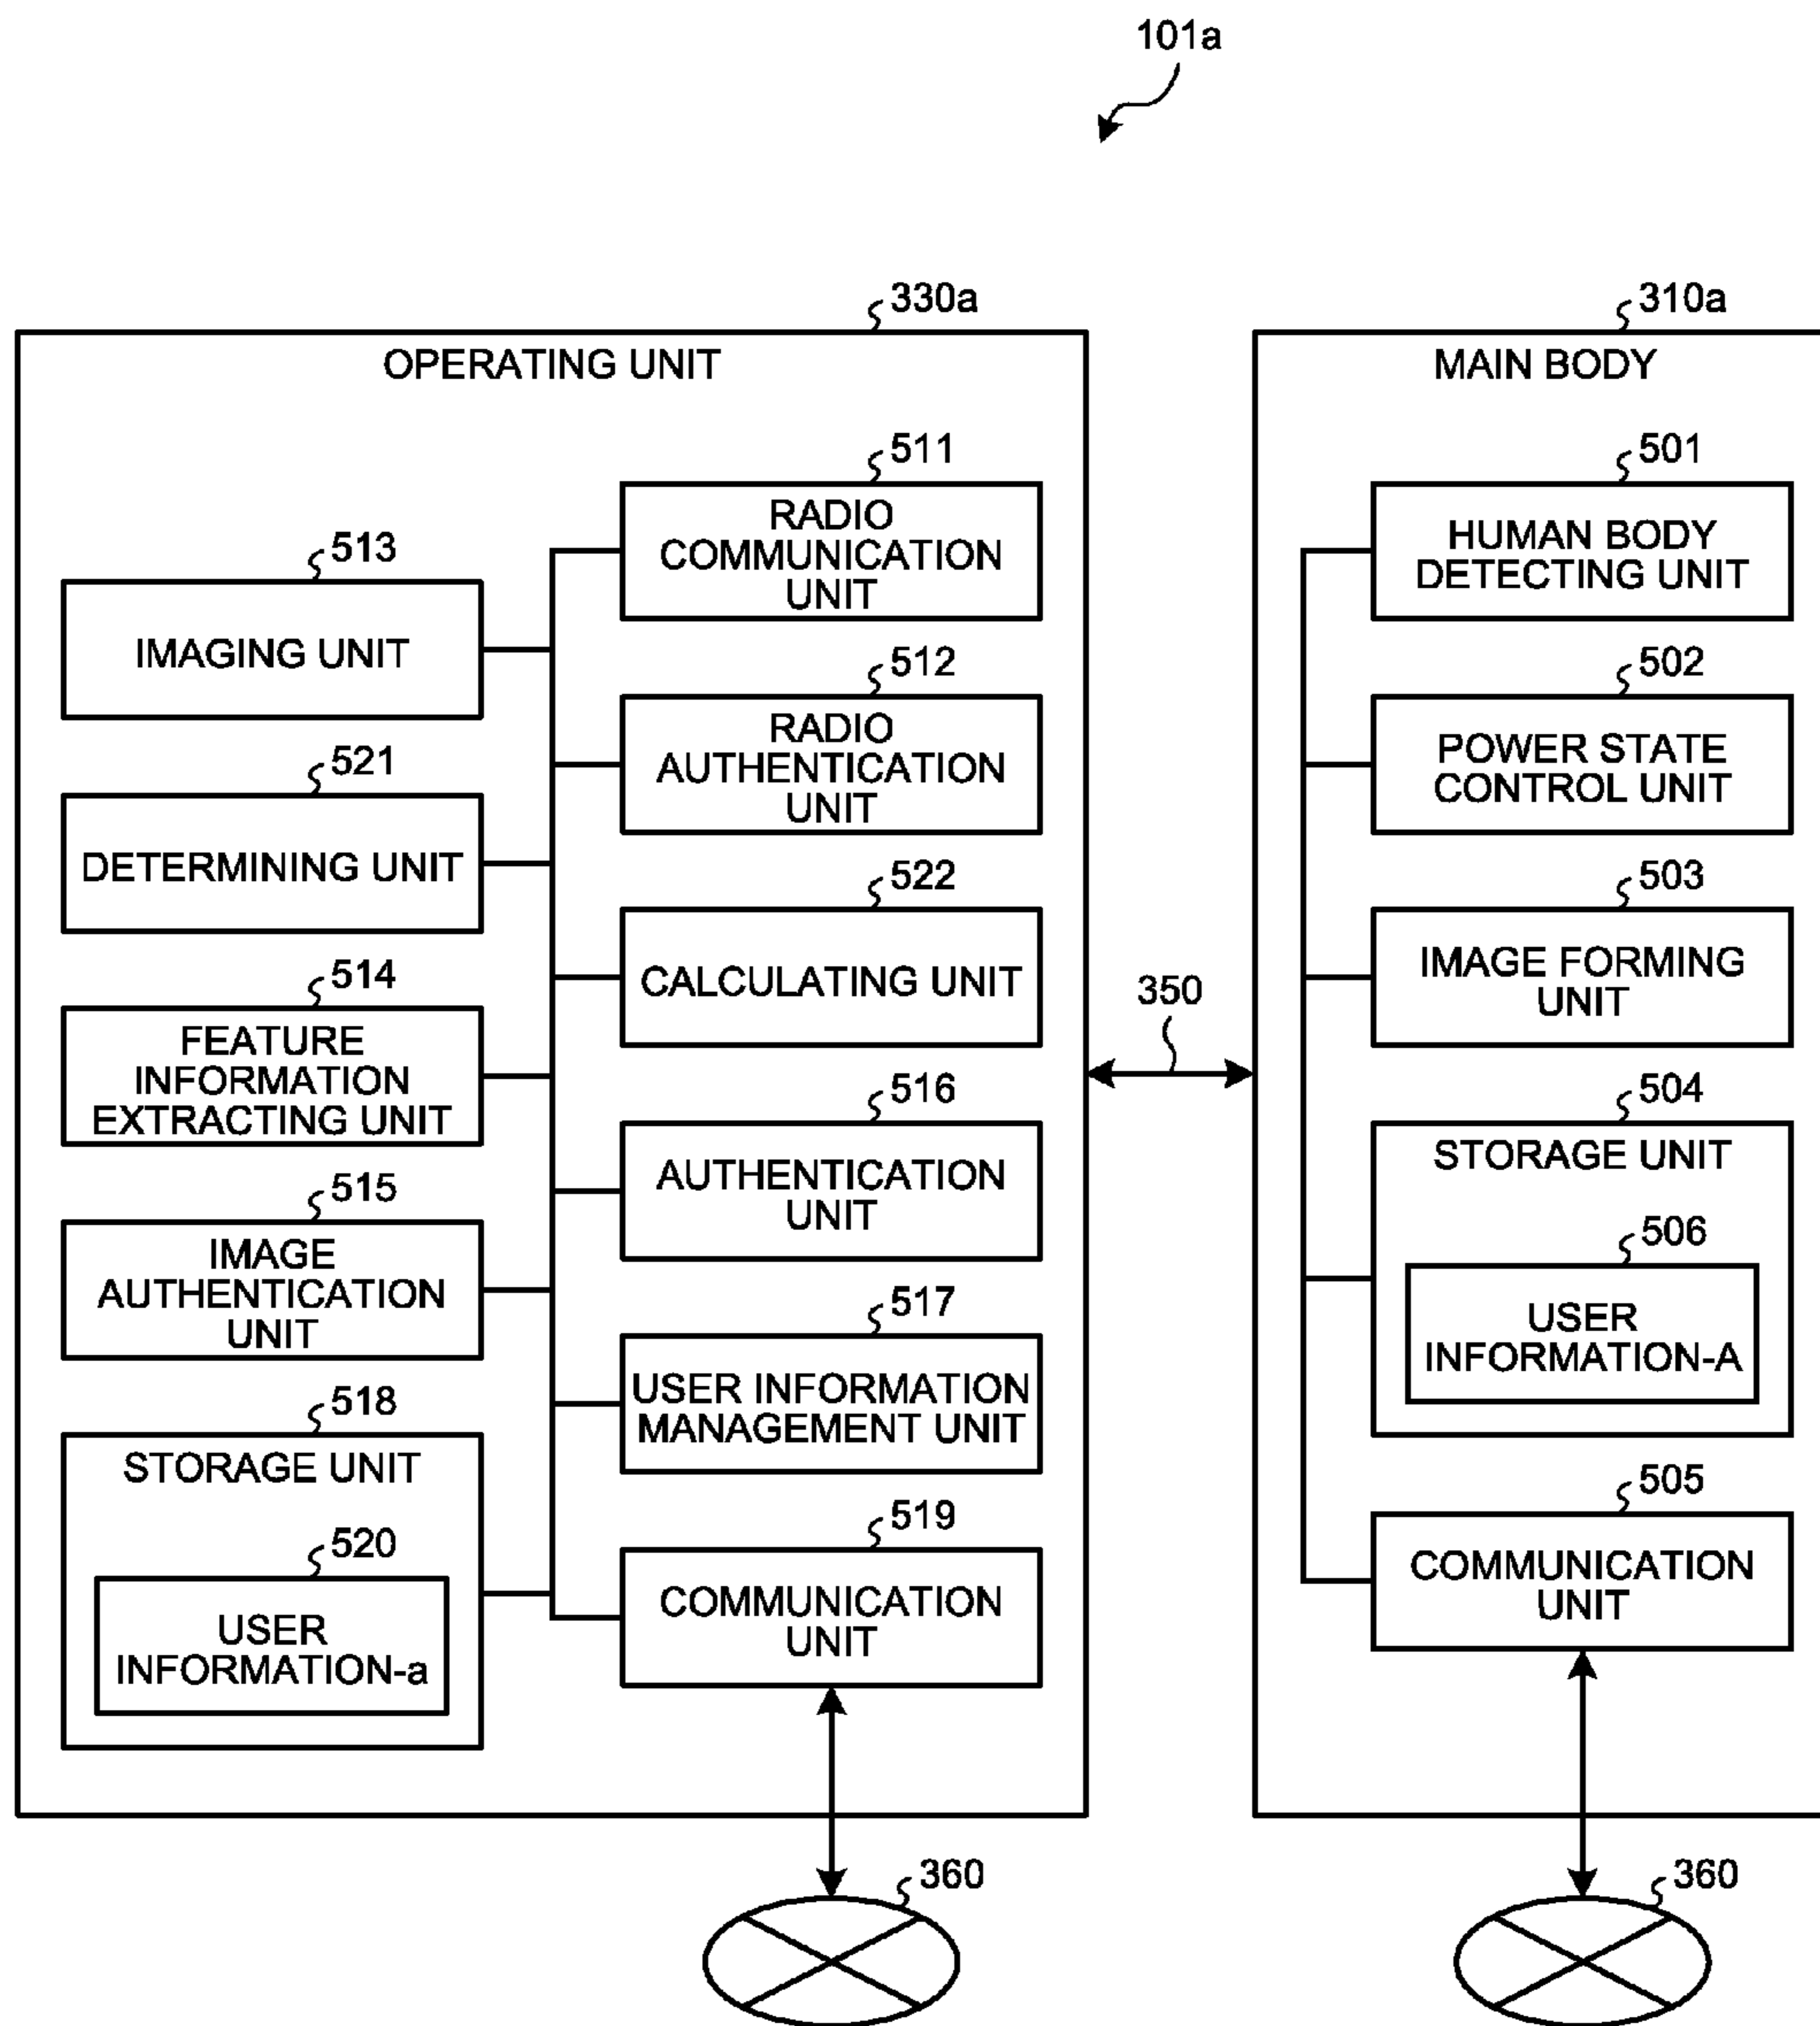 101a
330a
OPERATING UNIT
511
RADIO
COMMUNICATION
UNIT
513
IMAGING UNIT
512
RADIO
AUTHENTICATION
UNIT
521
DETERMINING UNIT
522
CALCULATING UNIT
514
FEATURE
INFORMATION
EXTRACTING UNIT
516
AUTHENTICATION
UNIT
515
IMAGE
AUTHENTICATION
UNIT
517
USER INFORMATION
MANAGEMENT UNIT
518
STORAGE UNIT
520
USER
INFORMATION-a
519
COMMUNICATION
UNIT
360
350
310a
MAIN BODY
501
HUMAN BODY
DETECTING UNIT
502
POWER STATE
CONTROL UNIT
503
IMAGE FORMING
UNIT
504
STORAGE UNIT
506
USER
INFORMATION-A
505
COMMUNICATION
UNIT
360